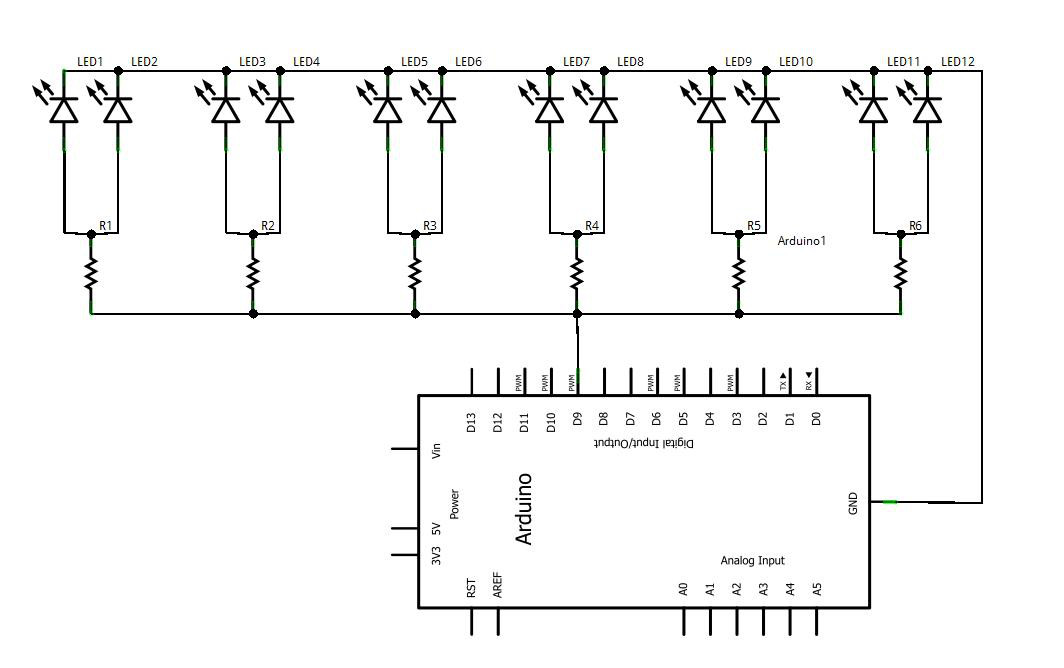 LED1 LED2 LED3 LED4 LED5 LED6 LED7 LED8 LED9 LED10 LED11 LED12
R1 R2 R3 R4 R5 R6
Arduino1
PWM PWM PWM PWM PWM PWM TX RX
D13 D12 D11 D10 D9 D8 D7 D6 D5 D4 D3 D2 D1 D0
Digital Input/Output
Vin
Power
Arduino
GND
5V
3V3
Analog Input
RST AREF A0 A1 A2 A3 A4 A5